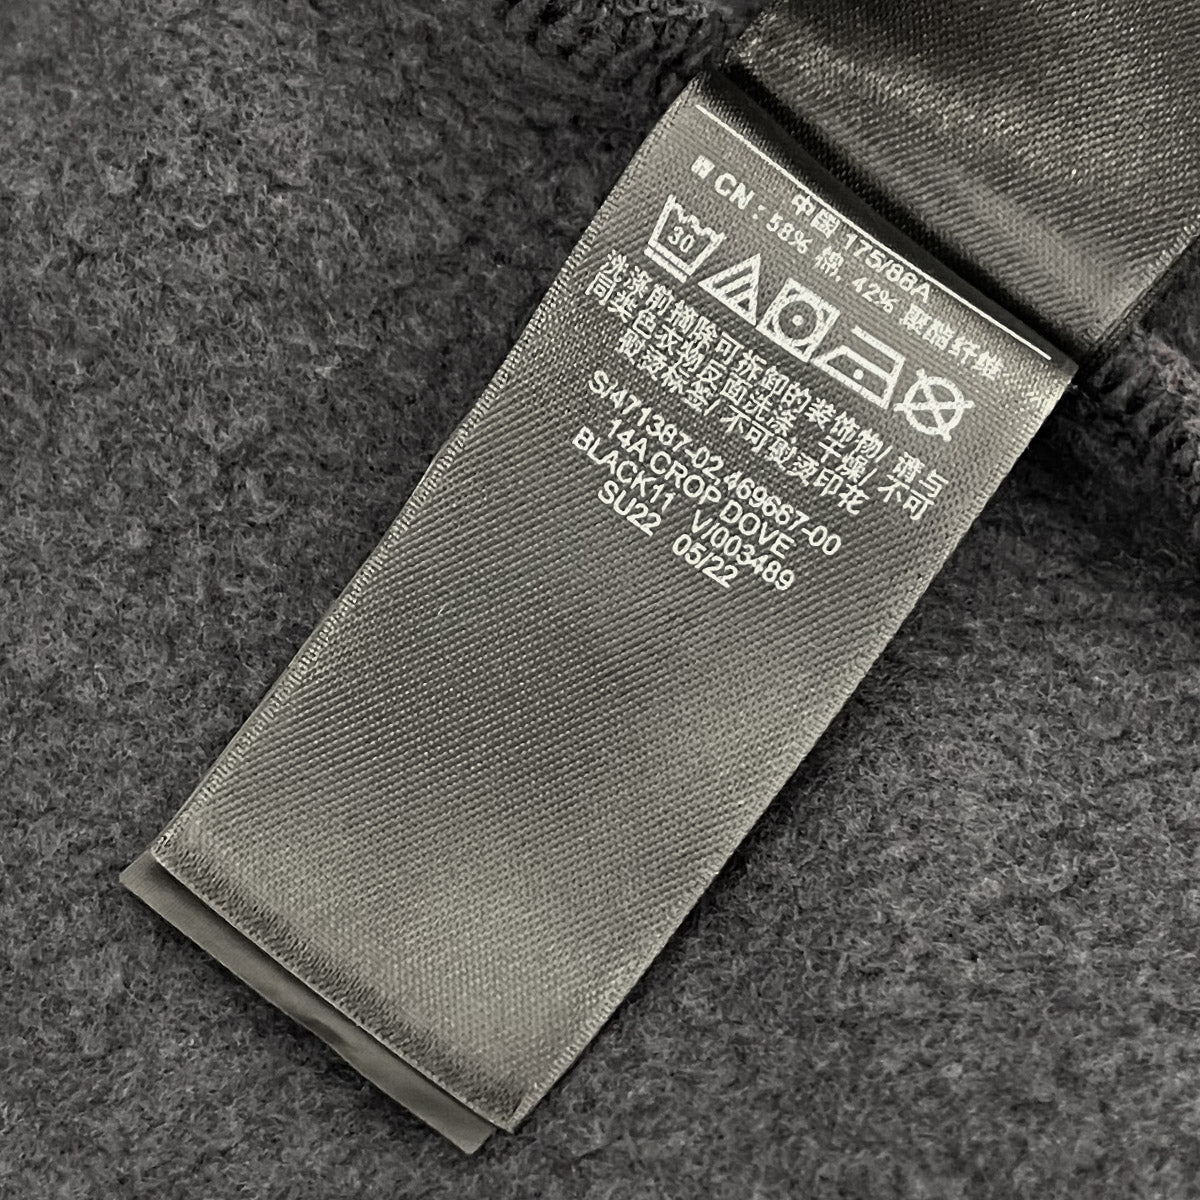 中国 175/86A
CN : 58% 棉, 42% 聚酯纤维
30
洗涤前摘除可拆卸的装饰物/ 请与
同类色衣物反面洗涤, 干燥/ 不可
熨烫标签/ 不可熨烫印花
S/471387-02 469667-00
14A CROP DOVE
BLACK11 V/003489
SU22 05/22